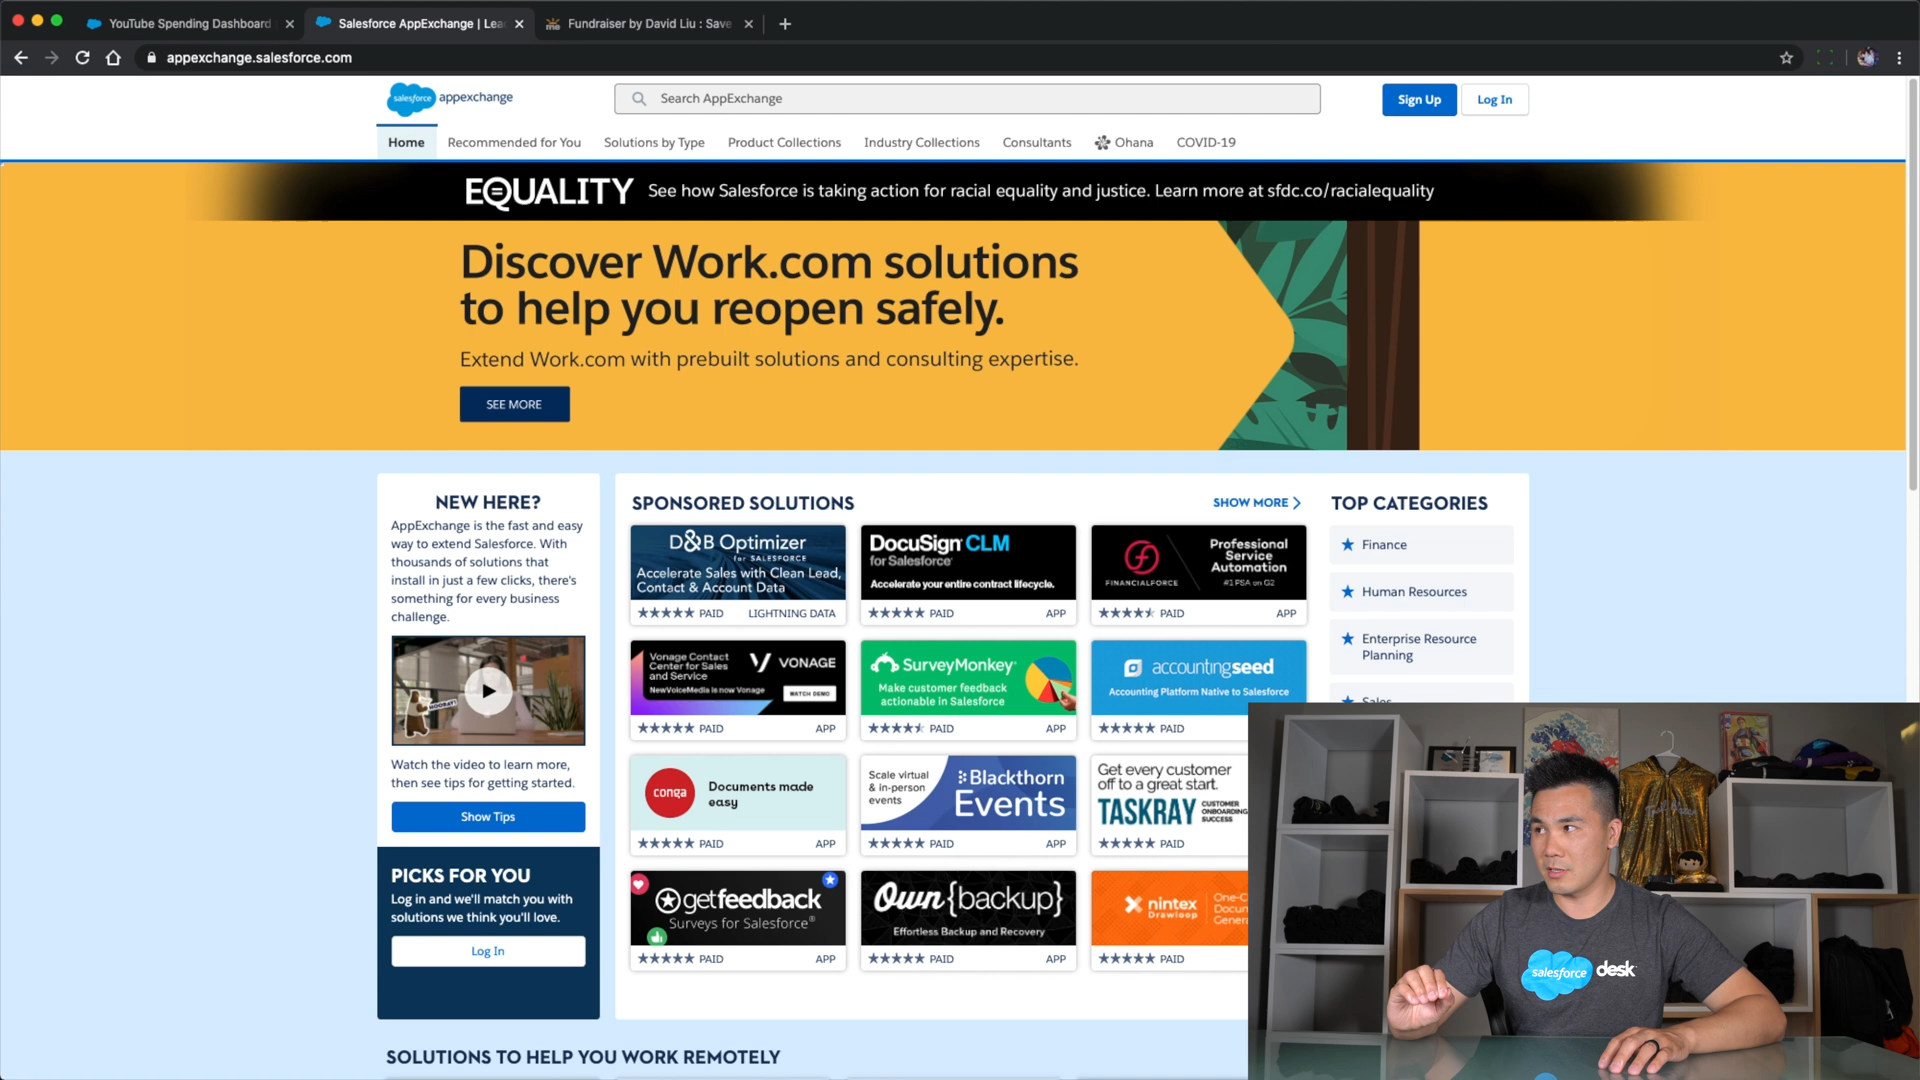 YouTube Spending Dashboard
Salesforce AppExchange | Lea
Fundraiser by David Liu : Save
appexchange.salesforce.com
salesforce appexchange
Search AppExchange
Sign Up
Log In
Home
Recommended for You
Solutions by Type
Product Collections
Industry Collections
Consultants
Ohana
COVID-19
EQUALITY See how Salesforce is taking action for racial equality and justice. Learn more at sfdc.co/racialequality
Discover Work.com solutions
to help you reopen safely.
Extend Work.com with prebuilt solutions and consulting expertise.
SEE MORE
NEW HERE?
AppExchange is the fast and easy
way to extend Salesforce. With
thousands of solutions that
install in just a few clicks, there's
something for every business
challenge.
HOORAY!
Watch the video to learn more,
then see tips for getting started.
Show Tips
PICKS FOR YOU
Log in and we'll match you with
solutions we think you'll love.
Log In
SPONSORED SOLUTIONS
SHOW MORE
D&B Optimizer
for SALESFORCE
Accelerate Sales with Clean Lead,
Contact & Account Data
PAID LIGHTNING DATA
DocuSign CLM
for Salesforce
Accelerate your entire contract lifecycle.
PAID APP
FINANCIALFORCE
Professional
Service
Automation
#1 PSA on G2
PAID APP
Vonage Contact
Center for Sales
and Service
NewVoiceMedia is now Vonage
VONAGE
WATCH DEMO
PAID APP
SurveyMonkey
Make customer feedback
actionable in Salesforce
PAID APP
accountingseed
Accounting Platform Native to Salesforce
PAID
conga
Documents made
easy
PAID APP
Scale virtual
& in-person
events
Blackthorn
Events
PAID APP
Get every customer
off to a great start.
TASKRAY
CUSTOMER
ONBOARDING
SUCCESS
PAID
getfeedback
Surveys for Salesforce®
PAID APP
Own{backup}
Effortless Backup and Recovery
PAID APP
nintex
Drawloop
One-C
Docun
Gener
PAID
TOP CATEGORIES
Finance
Human Resources
Enterprise Resource
Planning
Sales
SOLUTIONS TO HELP YOU WORK REMOTELY
salesforce desk